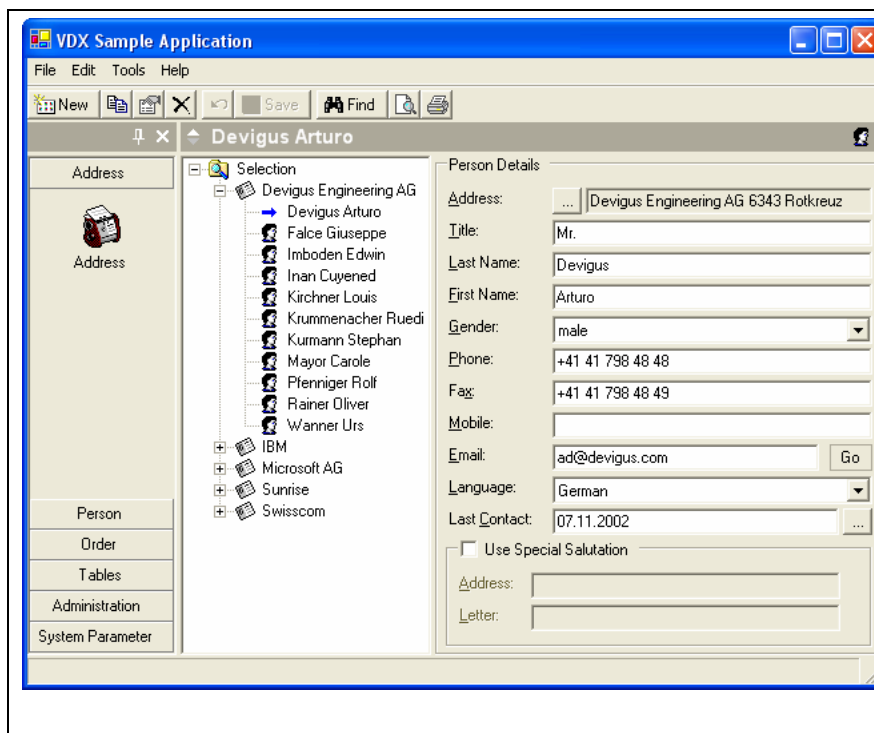 VDX Sample Application
File Edit Tools Help
New Save Find
Devigus Arturo
Address
Address
Person
Order
Tables
Administration
System Parameter
Selection
Devigus Engineering AG
Devigus Arturo
Falce Giuseppe
Imboden Edwin
Inan Cuyened
Kirchner Louis
Krummenacher Ruedi
Kurmann Stephan
Mayor Carole
Pfenniger Rolf
Rainer Oliver
Wanner Urs
IBM
Microsoft AG
Sunrise
Swisscom
Person Details
Address: ... Devigus Engineering AG 6343 Rotkreuz
Title: Mr.
Last Name: Devigus
First Name: Arturo
Gender: male
Phone: +41 41 798 48 48
Fax: +41 41 798 48 49
Mobile:
Email: ad@devigus.com Go
Language: German
Last Contact: 07.11.2002 ...
Use Special Salutation
Address:
Letter: